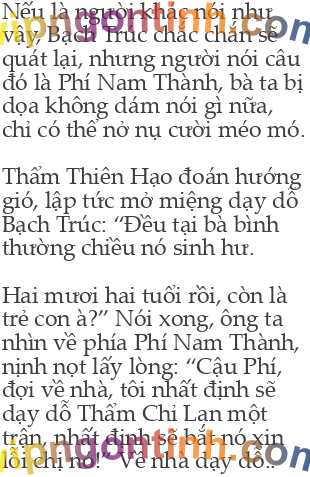 Nếu là người khác nói như
vậy, Bạch Trúc chắc chắn sẽ
quát lại, nhưng người nói câu
đó là Phí Nam Thành, bà ta bị
dọa không dám nói gì nữa,
chỉ có thể nở nụ cười méo mó.
Thẩm Thiên Hạo đoán hướng
gió, lập tức mở miệng dạy dỗ
Bạch Trúc: “Đều tại bà bình
thường chiều nó sinh hư.
Hai mươi hai tuổi rồi, còn là
trẻ con à?” Nói xong, ông ta
nhìn về phía Phí Nam Thành,
nịnh nọt lấy lòng: “Cậu Phí,
đợi về nhà, tôi nhất định sẽ
dạy dỗ Thẩm Chi Lan một
trận, nhất định sẽ bắt nó xin
lỗi chị nó!” Về nhà dạy dỗ..
vipngontinh.com
vipngontinh.com